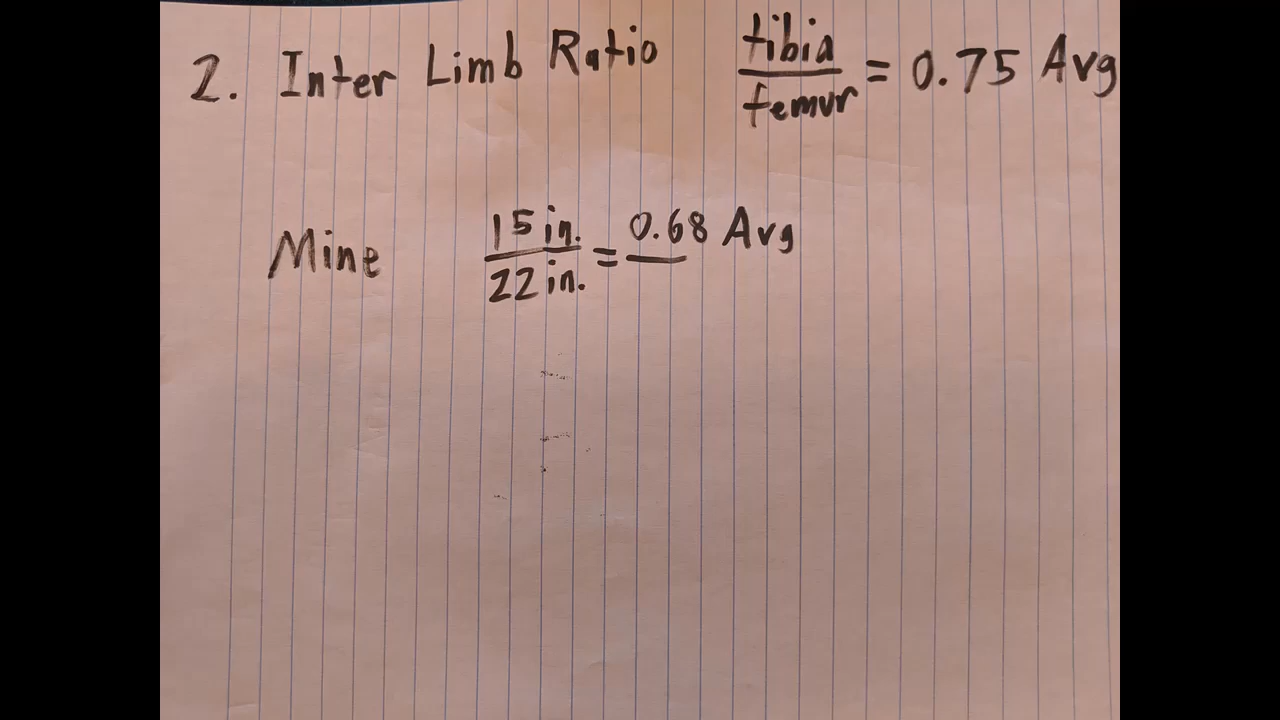 2. Inter Limb Ratio tibia/femur = 0.75 Avg
Mine 15 in./22 in. = 0.68 Avg